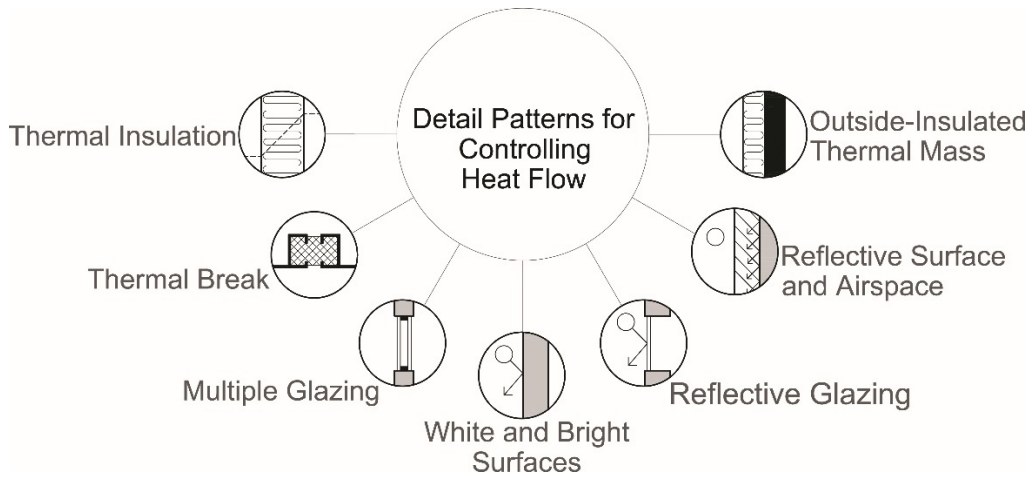 Detail Patterns for
Controlling
Heat Flow
Thermal Insulation
Thermal Break
Multiple Glazing
White and Bright
Surfaces
Reflective Glazing
Reflective Surface
and Airspace
Outside-Insulated
Thermal Mass